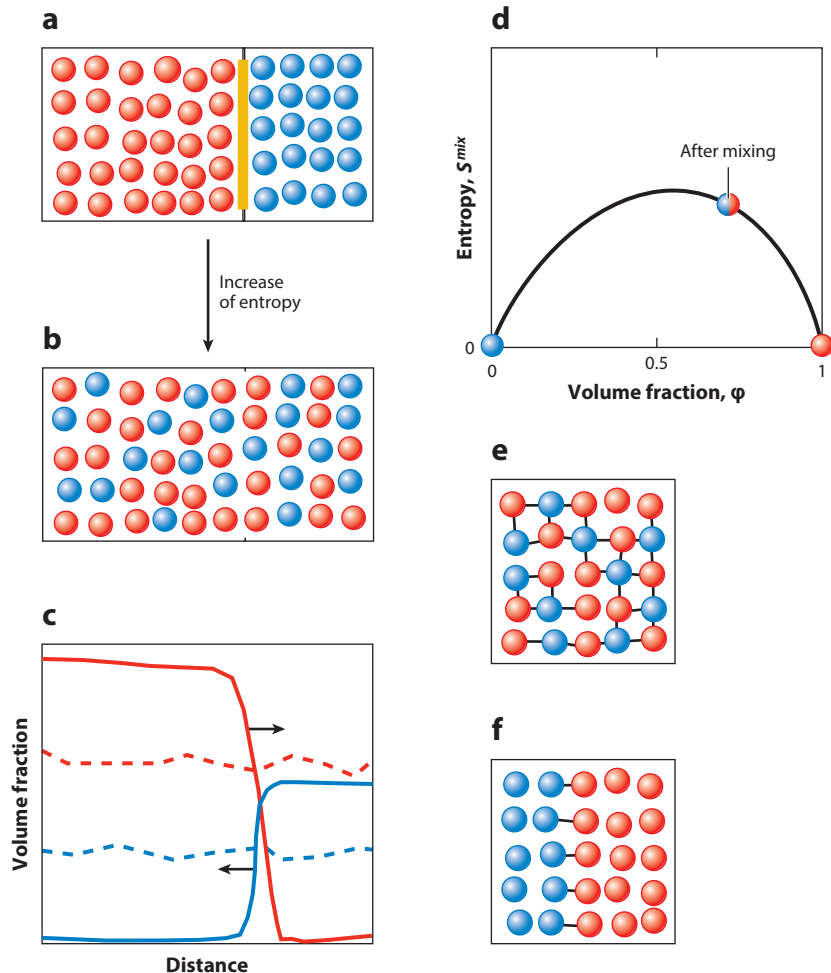 a
Increase
of entropy
b
c
Volume fraction
Distance
d
Entropy, S^mix
After mixing
0
0
0.5
1
Volume fraction, φ
e
f